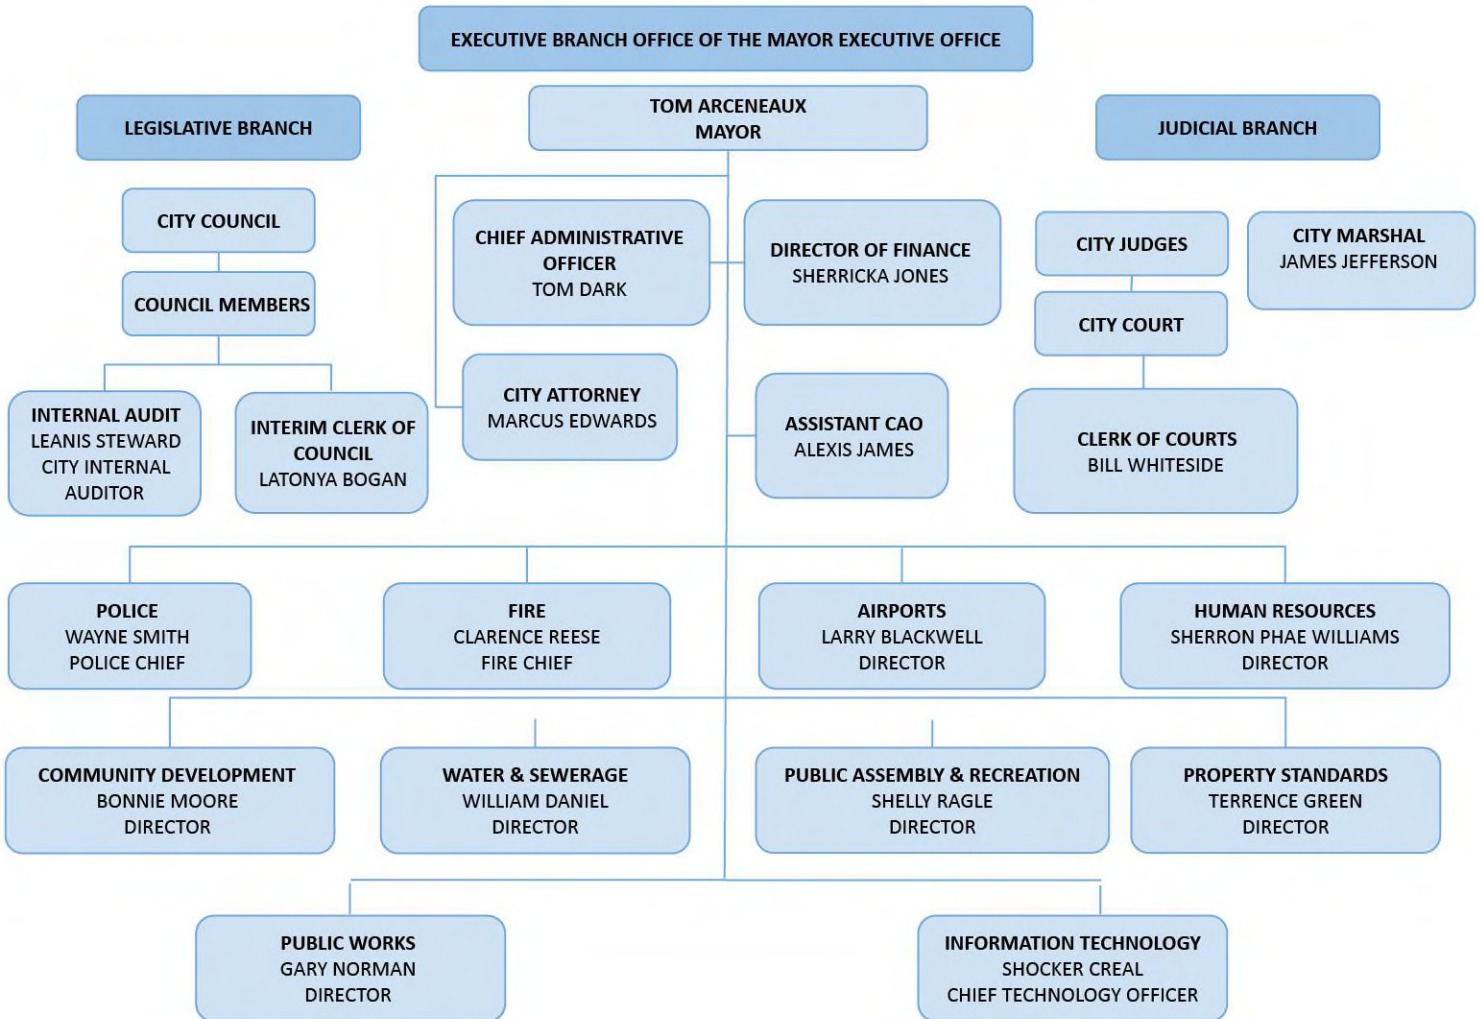 EXECUTIVE BRANCH OFFICE OF THE MAYOR EXECUTIVE OFFICE
TOM ARCENEAUX
MAYOR
LEGISLATIVE BRANCH
JUDICIAL BRANCH
CITY COUNCIL
COUNCIL MEMBERS
INTERNAL AUDIT
LEANIS STEWARD
CITY INTERNAL
AUDITOR
INTERIM CLERK OF
COUNCIL
LATONYA BOGAN
CHIEF ADMINISTRATIVE
OFFICER
TOM DARK
DIRECTOR OF FINANCE
SHERRICKA JONES
CITY ATTORNEY
MARCUS EDWARDS
ASSISTANT CAO
ALEXIS JAMES
CITY JUDGES
CITY MARSHAL
JAMES JEFFERSON
CITY COURT
CLERK OF COURTS
BILL WHITESIDE
POLICE
WAYNE SMITH
POLICE CHIEF
FIRE
CLARENCE REESE
FIRE CHIEF
AIRPORTS
LARRY BLACKWELL
DIRECTOR
HUMAN RESOURCES
SHERRON PHAE WILLIAMS
DIRECTOR
COMMUNITY DEVELOPMENT
BONNIE MOORE
DIRECTOR
WATER & SEWERAGE
WILLIAM DANIEL
DIRECTOR
PUBLIC ASSEMBLY & RECREATION
SHELLY RAGLE
DIRECTOR
PROPERTY STANDARDS
TERRENCE GREEN
DIRECTOR
PUBLIC WORKS
GARY NORMAN
DIRECTOR
INFORMATION TECHNOLOGY
SHOCKER CREAL
CHIEF TECHNOLOGY OFFICER